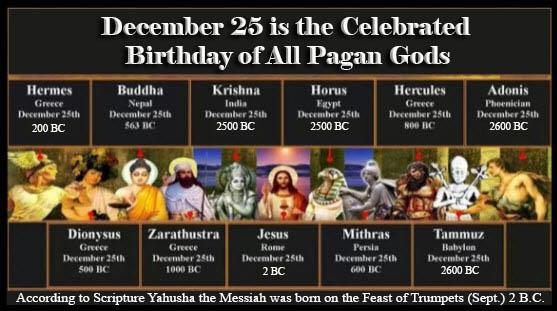 December 25 is the Celebrated
Birthday of All Pagan Gods
Hermes
Greece
December 25th
200 BC
Buddha
Nepal
December 25th
563 BC
Krishna
India
December 25th
2500 BC
Horus
Egypt
December 25th
2500 BC
Hercules
Greece
December 25th
800 BC
Adonis
Phoenician
December 25th
2600 BC
Dionysus
Greece
December 25th
500 BC
Zarathustra
Greece
December 25th
1000 BC
Jesus
Rome
December 25th
2 BC
Mithras
Persia
December 25th
600 BC
Tammuz
Babylon
December 25th
2600 BC
According to Scripture Yahusha the Messiah was born on the Feast of Trumpets (Sept.) 2 B.C.